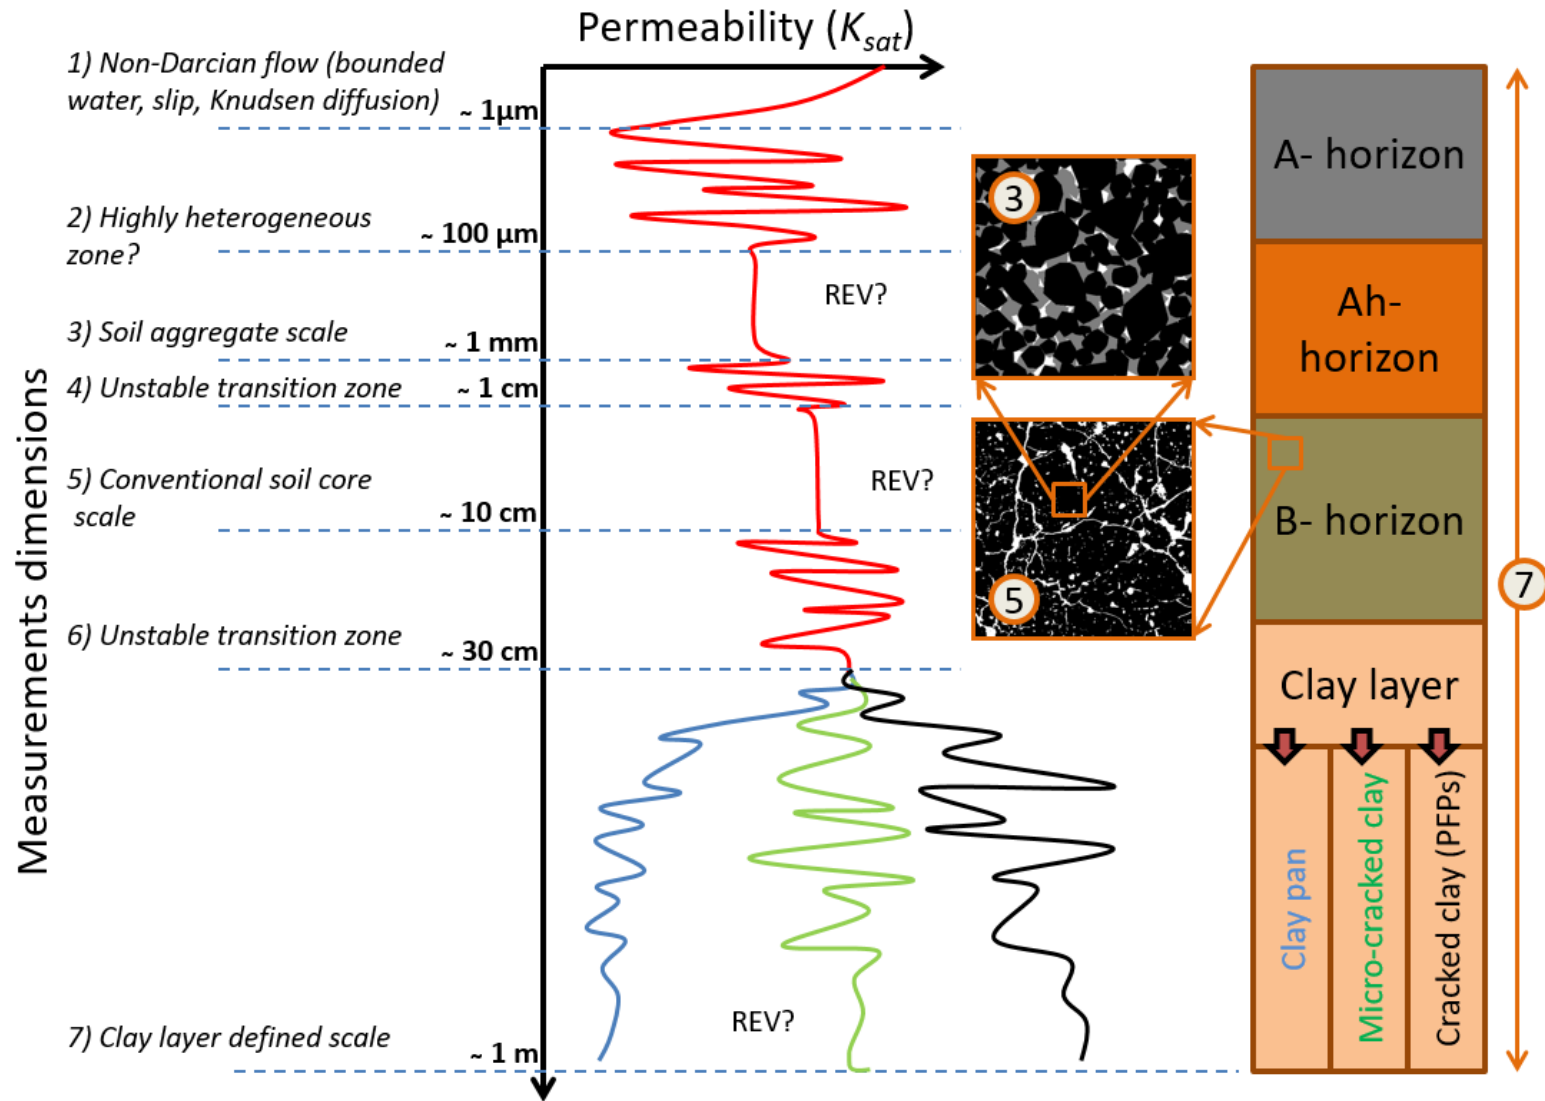 Permeability (Ksat)
1) Non-Darcian flow (bounded
water, slip, Knudsen diffusion)
~ 1µm
2) Highly heterogeneous
zone?
~ 100 µm
REV?
3) Soil aggregate scale
~ 1 mm
4) Unstable transition zone
~ 1 cm
5) Conventional soil core
scale
REV?
~ 10 cm
6) Unstable transition zone
~ 30 cm
REV?
7) Clay layer defined scale
~ 1 m
Measurements dimensions
3
5
A- horizon
Ah-
horizon
B- horizon
Clay layer
Clay pan
Micro-cracked clay
Cracked clay (PFPs)
7